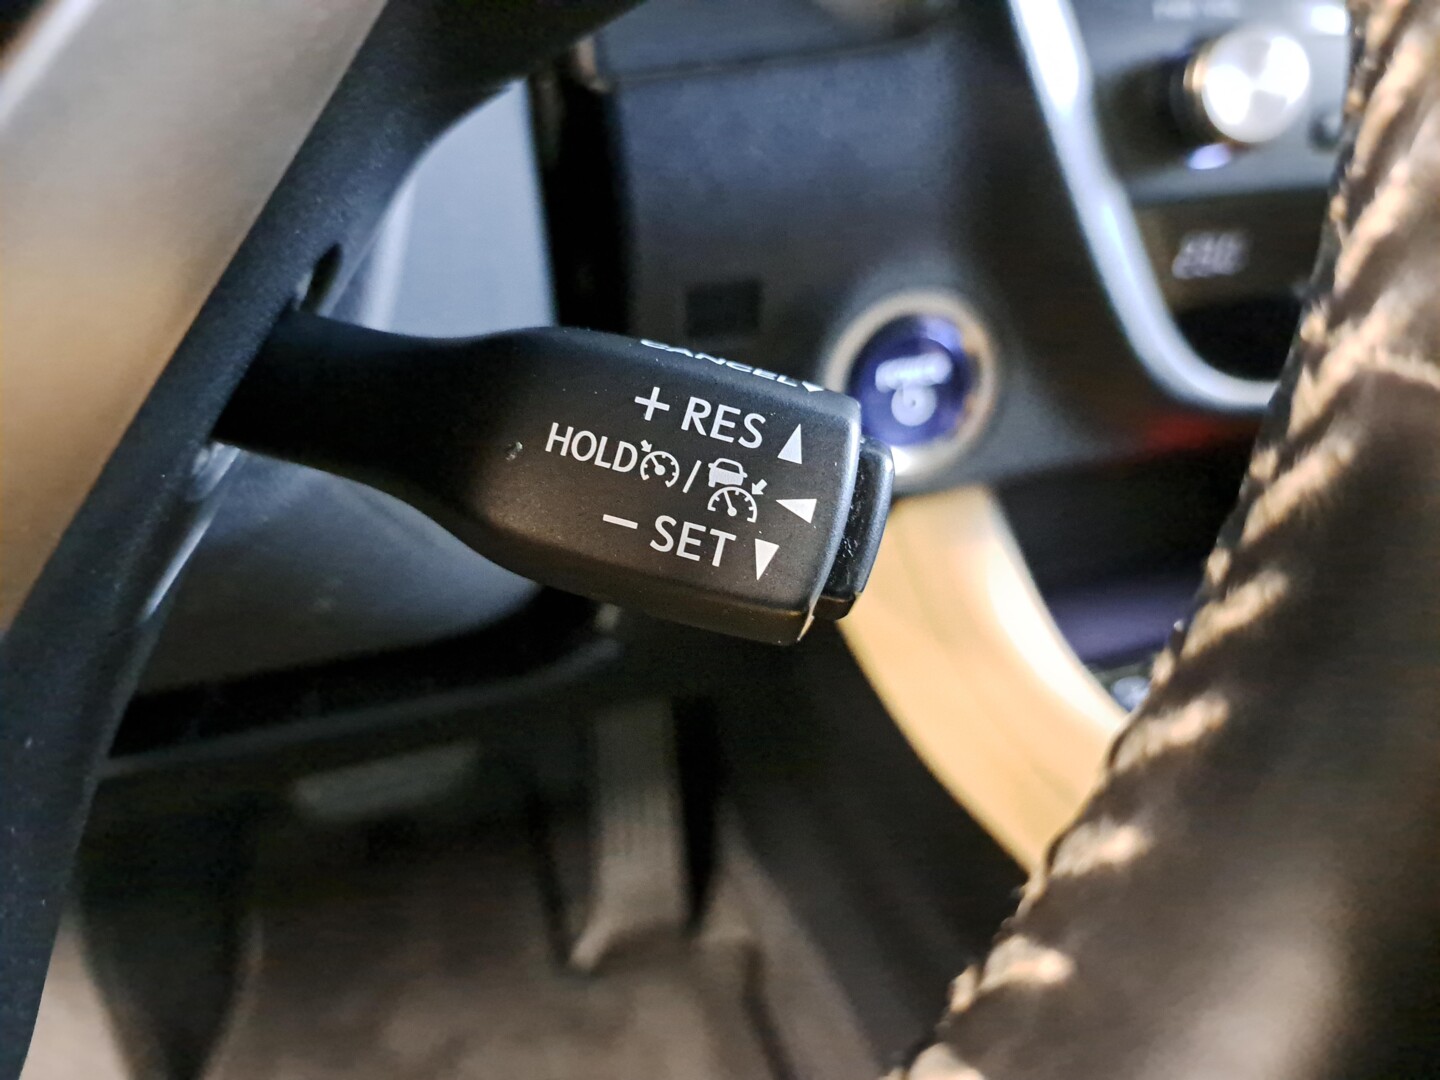 CANCEL
+ RES ▲
HOLD / ◀
− SET ▼